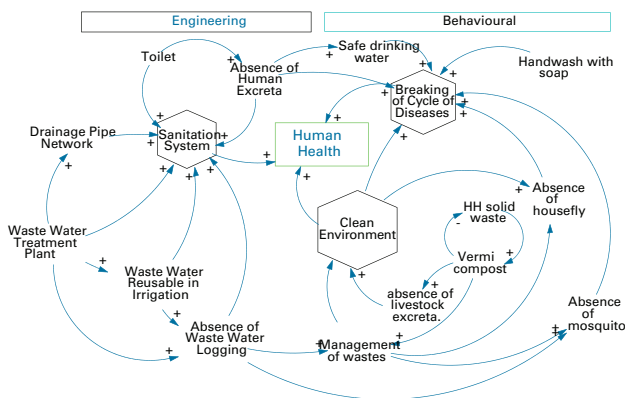 Engineering
Behavioural
Toilet
Absence of
Human
Excreta
Safe drinking
water
Handwash with
soap
Breaking
of Cycle of
Diseases
Drainage Pipe
Network
Sanitation
System
Human
Health
Clean
Environment
HH solid
waste
Absence
of
housefly
Waste Water
Treatment
Plant
Vermi
compost
Waste Water
Reusable in
Irrigation
absence of
livestock
excreta.
Absence
of
mosquito
Absence of
Waste Water
Logging
Management
of wastes